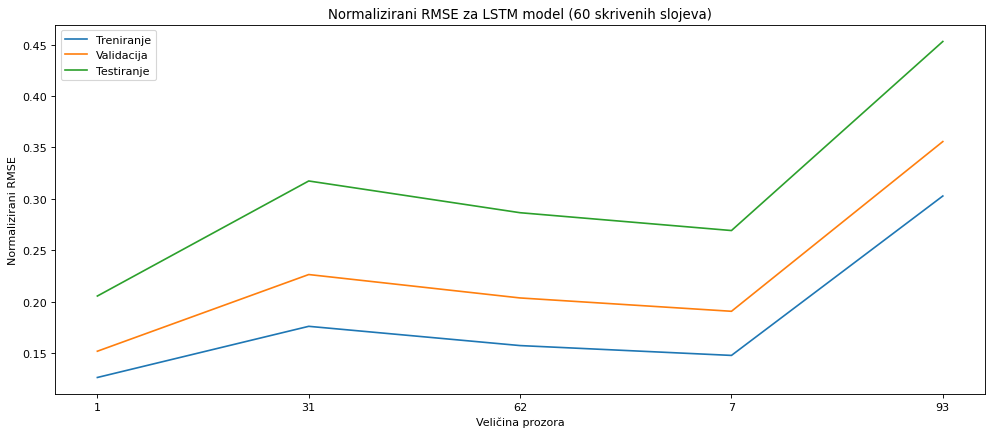 Normalizirani RMSE za LSTM model (60 skrivenih slojeva)
Treniranje
Validacija
Testiranje
Normalizirani RMSE
0.45
0.40
0.35
0.30
0.25
0.20
0.15
1 31 62 7 93
Veličina prozora